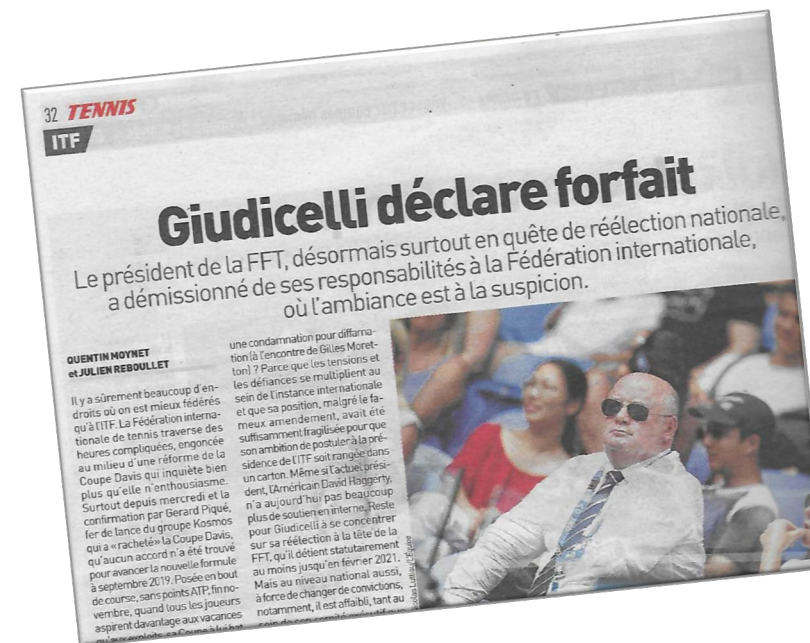 32 TENNIS
ITF
Giudicelli déclare forfait
Le président de la FFT, désormais surtout en quête de réélection nationale,
a démissionné de ses responsabilités à la Fédération internationale,
où l'ambiance est à la suspicion.
QUENTIN MOYNET
et JULIEN REBOULLET
Il y a sûrement beaucoup d'en-
droits où on est mieux fédérés
qu'à l'ITF. La Fédération interna-
tionale de tennis traverse des
heures compliquées, engoncée
au milieu d'une réforme de la
Coupe Davis qui inquiète bien
plus qu'elle n'enthousiasme.
Surtout depuis mercredi et la
confirmation par Gerard Piqué,
fer de lance du groupe Kosmos
qui a «racheté» la Coupe Davis,
qu'aucun accord n'a été trouvé
pour avancer la nouvelle formule
à septembre 2019. Posée en bout
de course, sans points ATP, fin no-
vembre, quand tous les joueurs
aspirent davantage aux vacances
une condamnation pour diffama-
tion (à l'encontre de Gilles Moret-
ton) ? Parce que les tensions et
les défiances se multiplient au
sein de l'instance internationale
et que sa position, malgré le fa-
meux amendement, avait été
suffisamment fragilisée pour que
son ambition de postuler à la pré-
sidence de l'ITF soit rangée dans
un carton. Même si l'actuel prési-
dent, l'Américain David Haggerty,
n'a aujourd'hui pas beaucoup
plus de soutien en interne. Reste
pour Giudicelli à se concentrer
sur sa réélection à la tête de la
FFT, qu'il détient statutairement
au moins jusqu'en février 2021.
Mais au niveau national aussi,
à force de changer de convictions,
notamment, il est affaibli, tant au